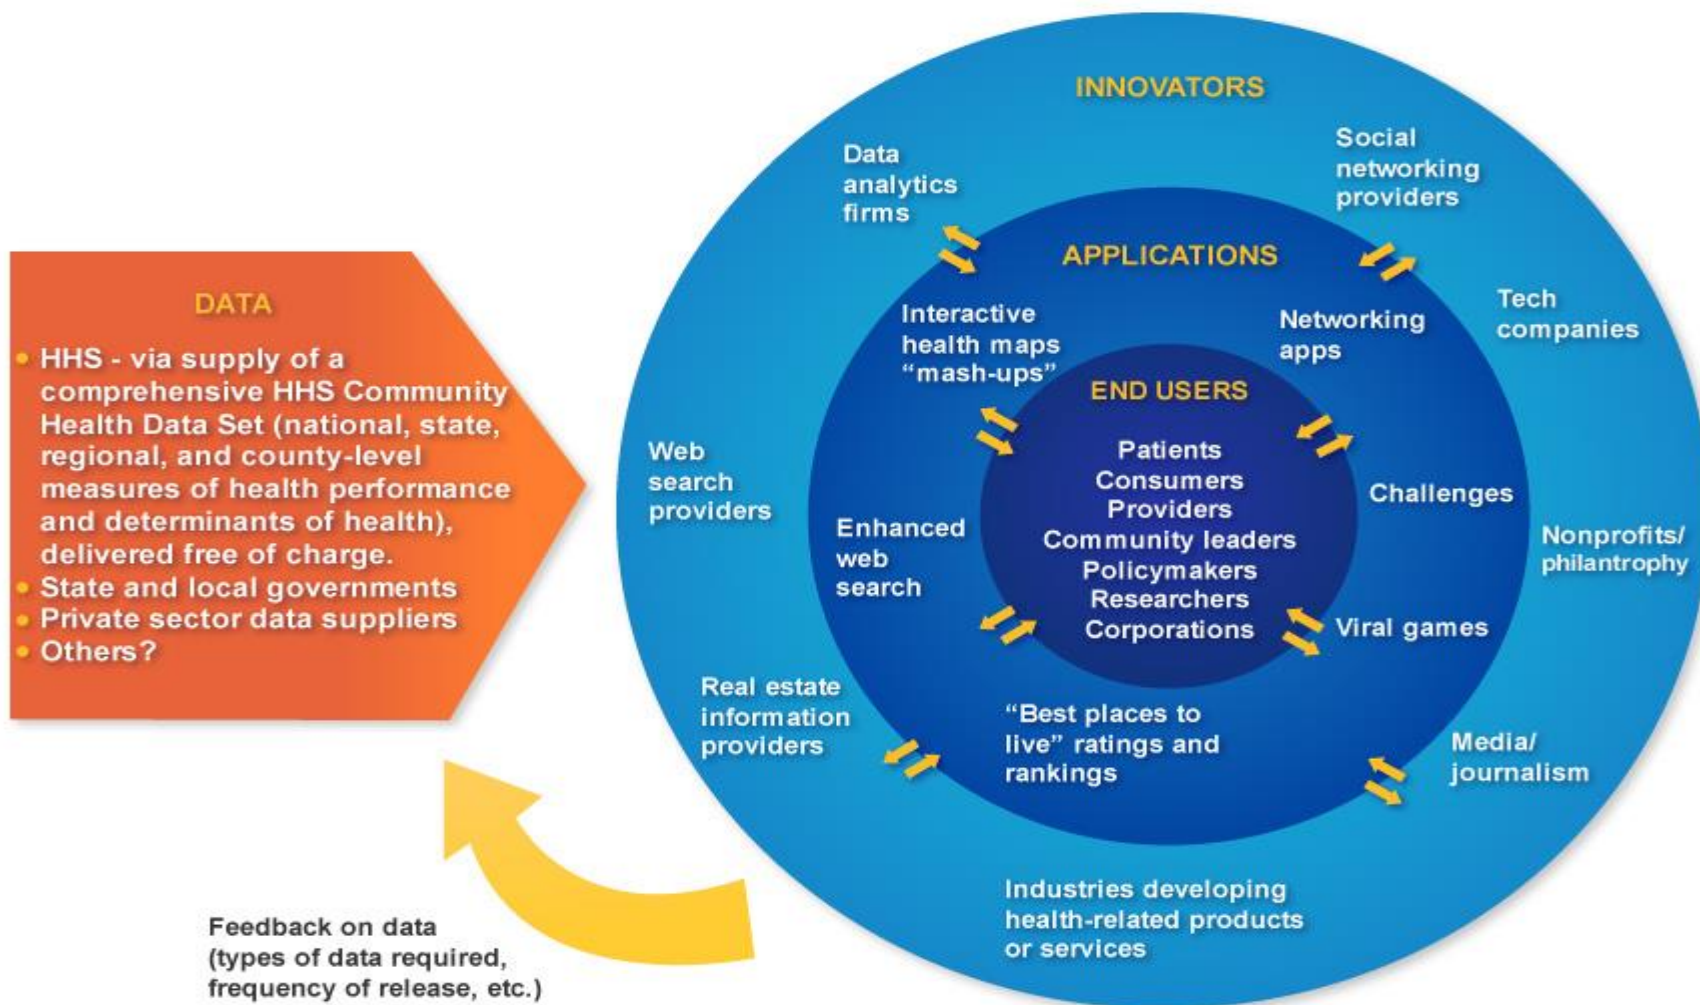 DATA
• HHS - via supply of a
comprehensive HHS Community
Health Data Set (national, state,
regional, and county-level
measures of health performance
and determinants of health),
delivered free of charge.
• State and local governments
• Private sector data suppliers
• Others?
Feedback on data
(types of data required,
frequency of release, etc.)
INNOVATORS
Data
analytics
firms
Social
networking
providers
Tech
companies
Web
search
providers
Nonprofits/
philantrophy
Real estate
information
providers
Media/
journalism
Industries developing
health-related products
or services
APPLICATIONS
Interactive
health maps
“mash-ups”
Networking
apps
Enhanced
web
search
Challenges
Viral games
“Best places to
live” ratings and
rankings
END USERS
Patients
Consumers
Providers
Community leaders
Policymakers
Researchers
Corporations